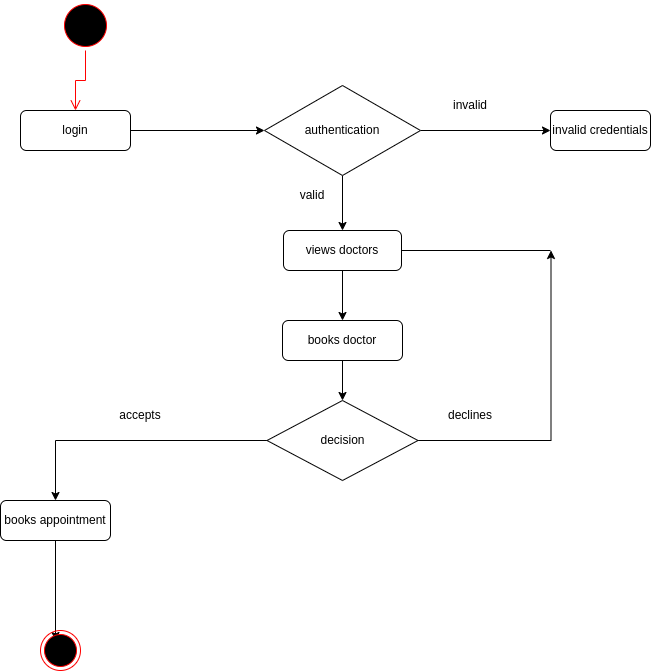 invalid
login
authentication
invalid credentials
valid
views doctors
books doctor
accepts
declines
decision
books appointment